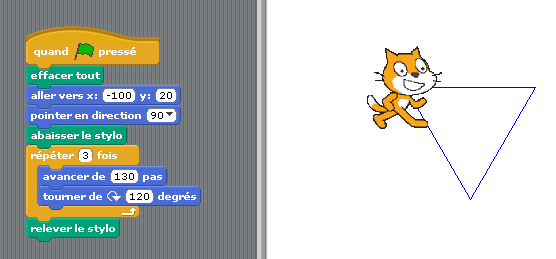 quand pressé
effacer tout
aller vers x: -100 y: 20
pointer en direction 90
abaisser le stylo
répéter 3 fois
avancer de 130 pas
tourner de 120 degrés
relever le stylo